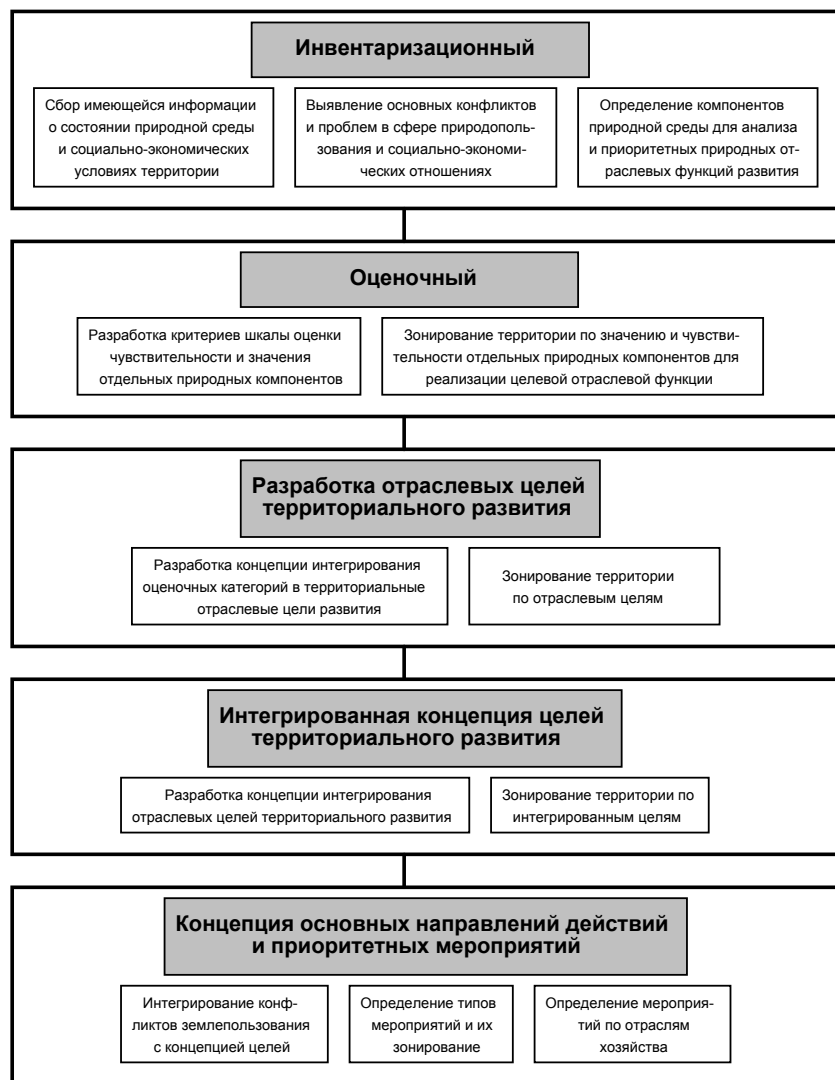 Инвентаризационный
Сбор имеющейся информации
о состоянии природной среды
и социально-экономических
условиях территории
Выявление основных конфликтов
и проблем в сфере природополь-
зования и социально-экономи-
ческих отношениях
Определение компонентов
природной среды для анализа
и приоритетных природных от-
раслевых функций развития
Оценочный
Разработка критериев шкалы оценки
чувствительности и значения
отдельных природных компонентов
Зонирование территории по значению и чувстви-
тельности отдельных природных компонентов для
реализации целевой отраслевой функции
Разработка отраслевых целей
территориального развития
Разработка концепции интегрирования
оценочных категорий в территориальные
отраслевые цели развития
Зонирование территории
по отраслевым целям
Интегрированная концепция целей
территориального развития
Разработка концепции интегрирования
отраслевых целей территориального развития
Зонирование территории по
интегрированным целям
Концепция основных направлений действий
и приоритетных мероприятий
Интегрирование конф-
ликтов землепользования
с концепцией целей
Определение типов
мероприятий и их
зонирование
Определение мероприя-
тий по отраслям
хозяйства